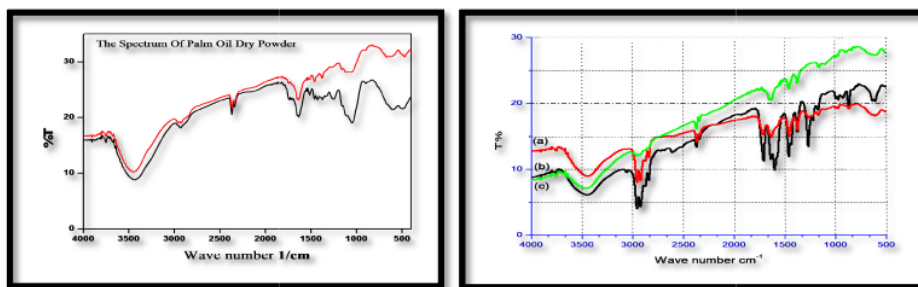 The Spectrum Of Palm Oil Dry Powder
%T
30
20
10
0
4000 3500 3000 2500 2000 1500 1000 500
Wave number 1/cm
T%
30
20
10
0
(a)
(b)
(c)
4000 3500 3000 2500 2000 1500 1000 500
Wave number cm⁻¹